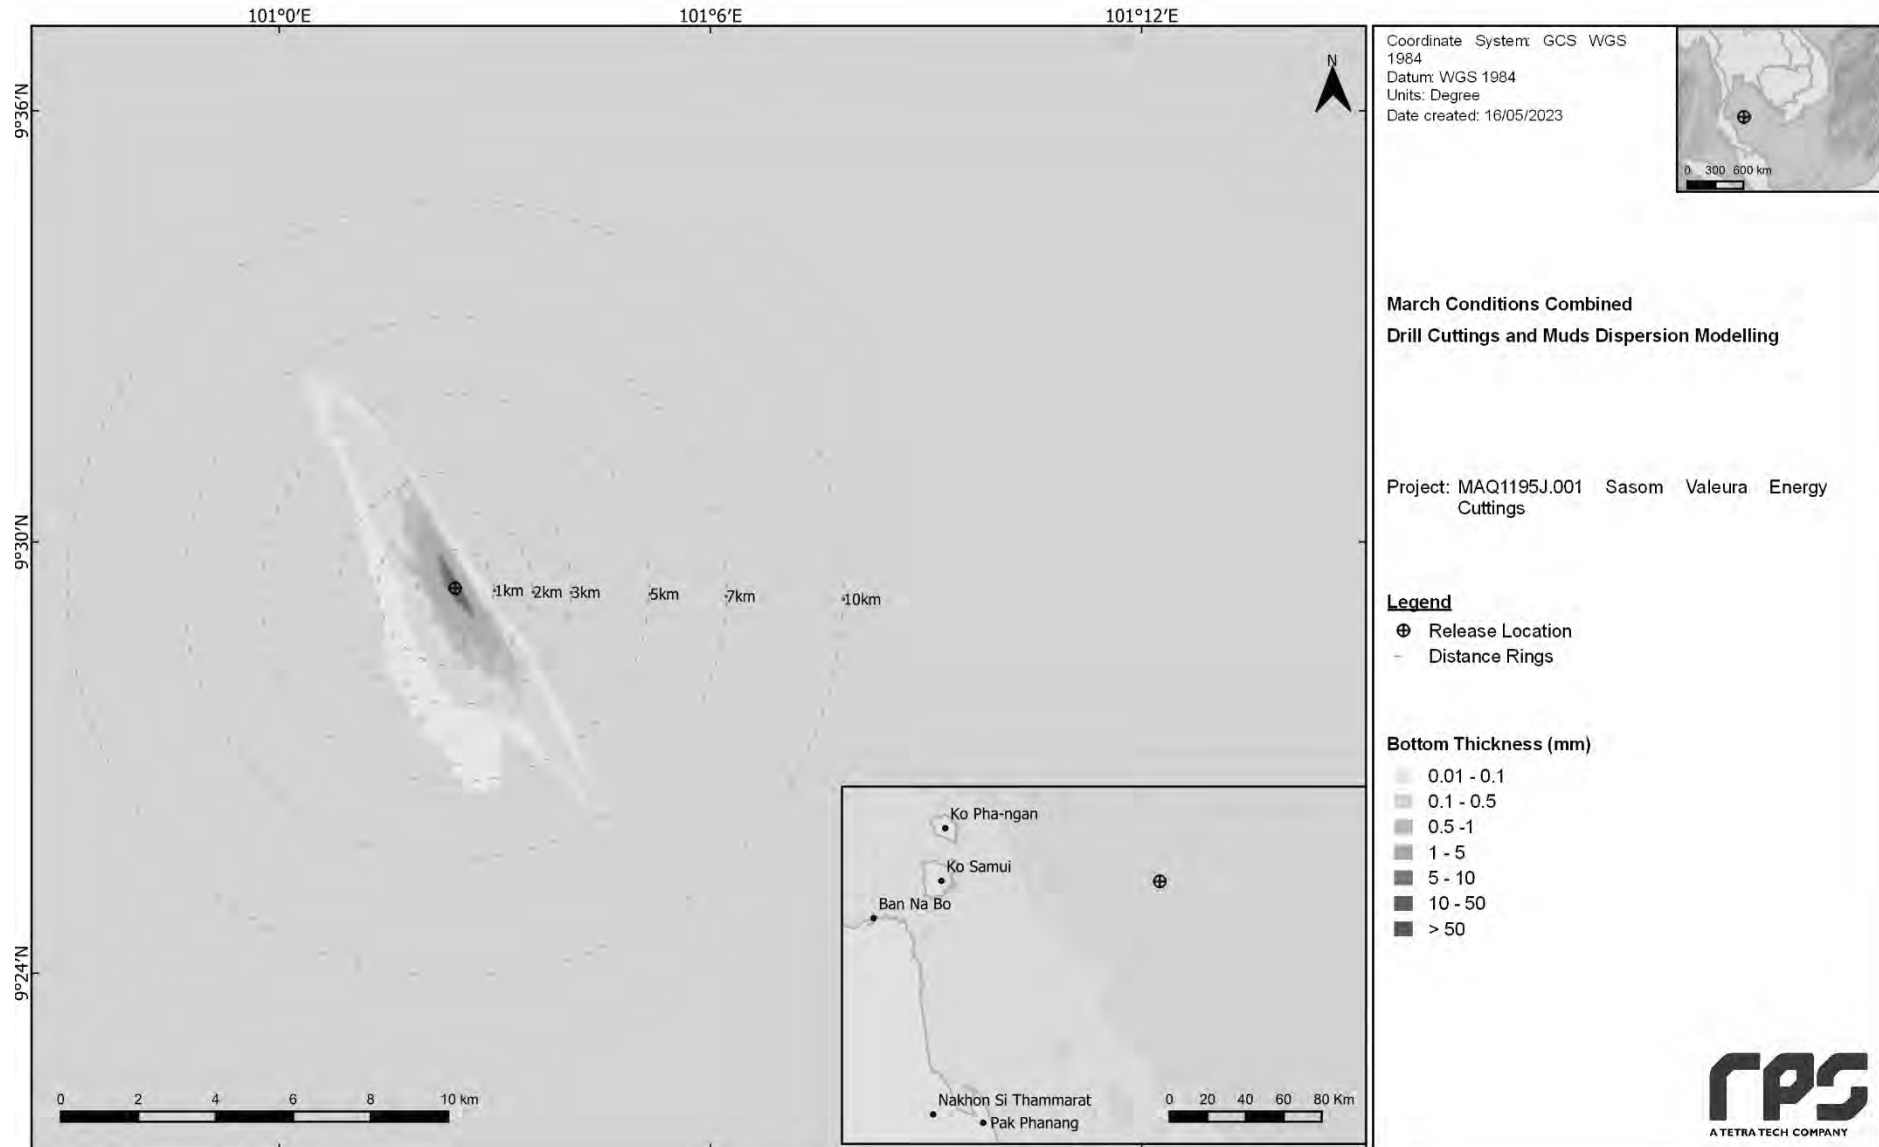 101°0′E
101°6′E
101°12′E
9°36′N
9°30′N
9°24′N
N
1km
2km
3km
5km
7km
10km
0 2 4 6 8 10 km
Ko Pha-ngan
Ko Samui
Ban Na Bo
Nakhon Si Thammarat
Pak Phanang
0 20 40 60 80 Km
Coordinate System: GCS WGS
1984
Datum: WGS 1984
Units: Degree
Date created: 16/05/2023
0 300 600 km
March Conditions Combined
Drill Cuttings and Muds Dispersion Modelling
Project: MAQ1195J.001 Sasom Valeura Energy
Cuttings
Legend
Release Location
Distance Rings
Bottom Thickness (mm)
0.01 - 0.1
0.1 - 0.5
0.5 -1
1 - 5
5 - 10
10 - 50
> 50
rps
A TETRA TECH COMPANY